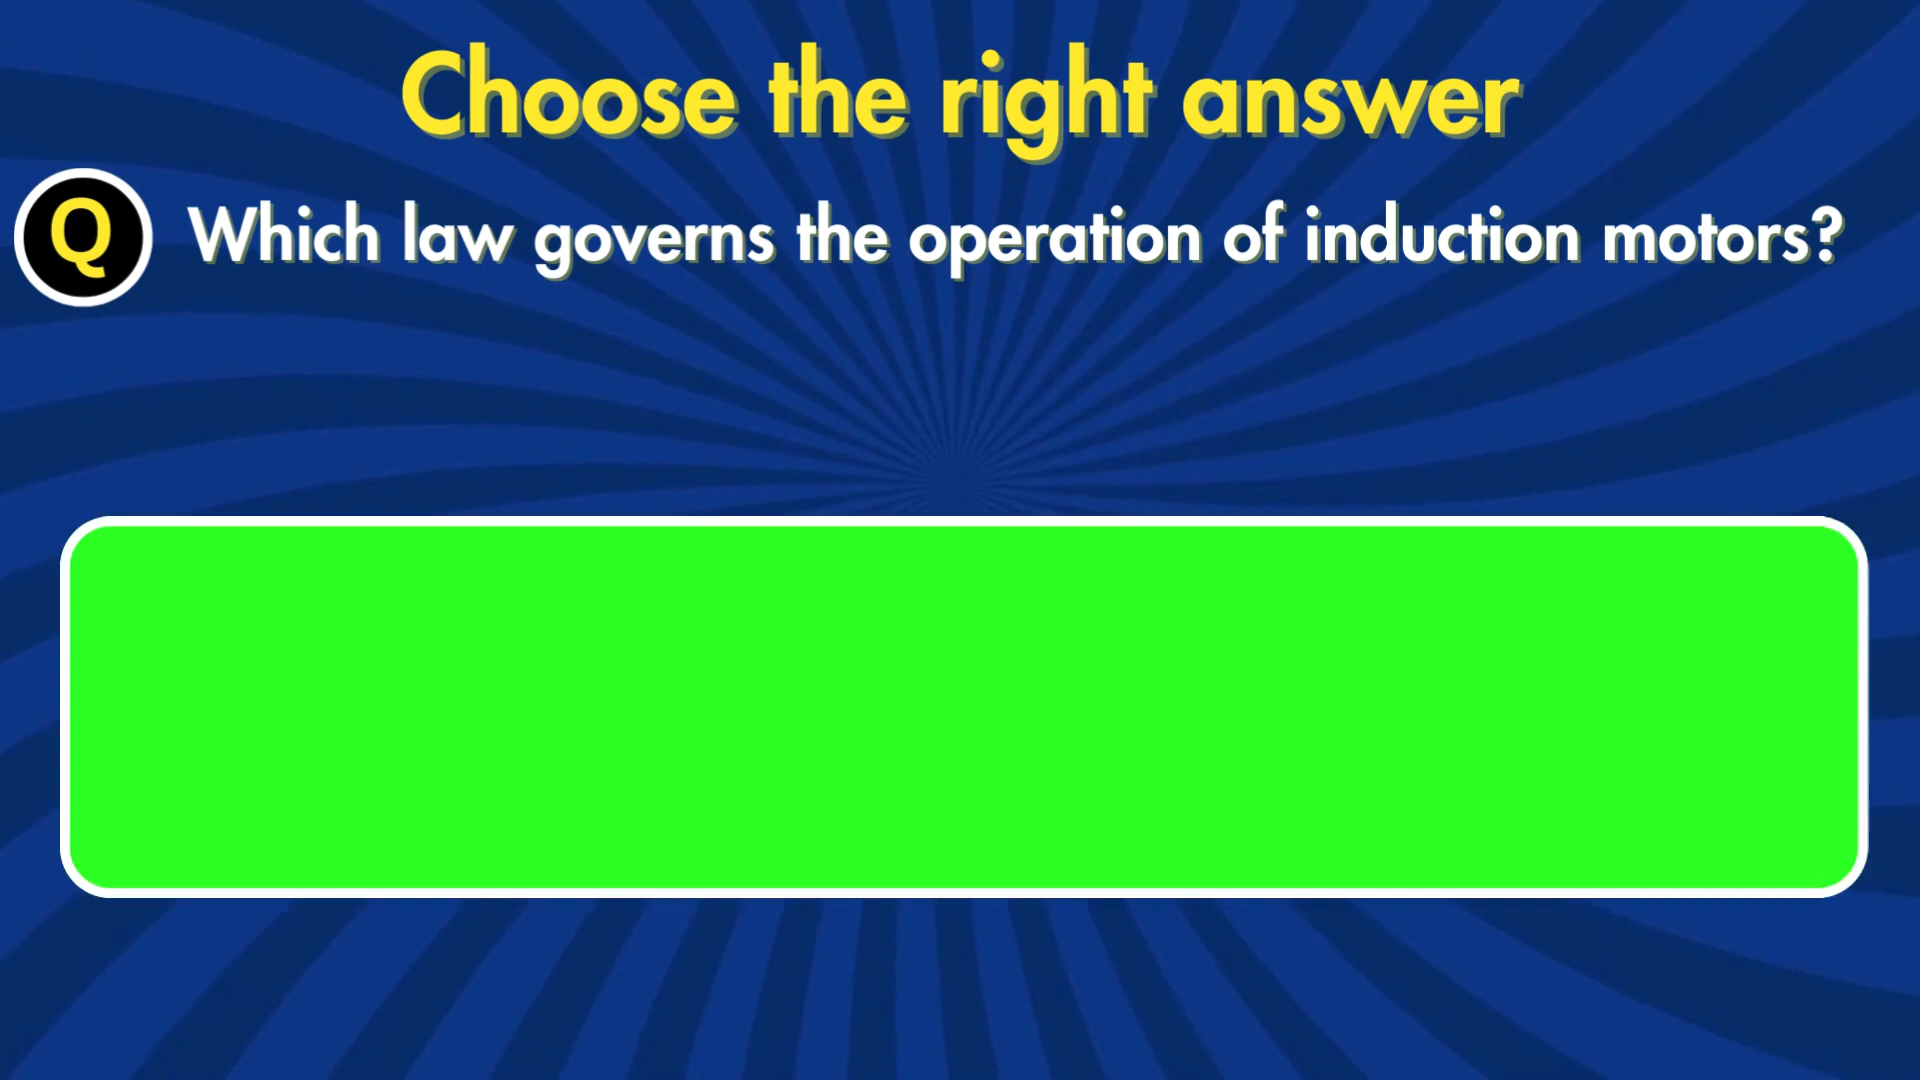 Choose the right answer
Q Which law governs the operation of induction motors?